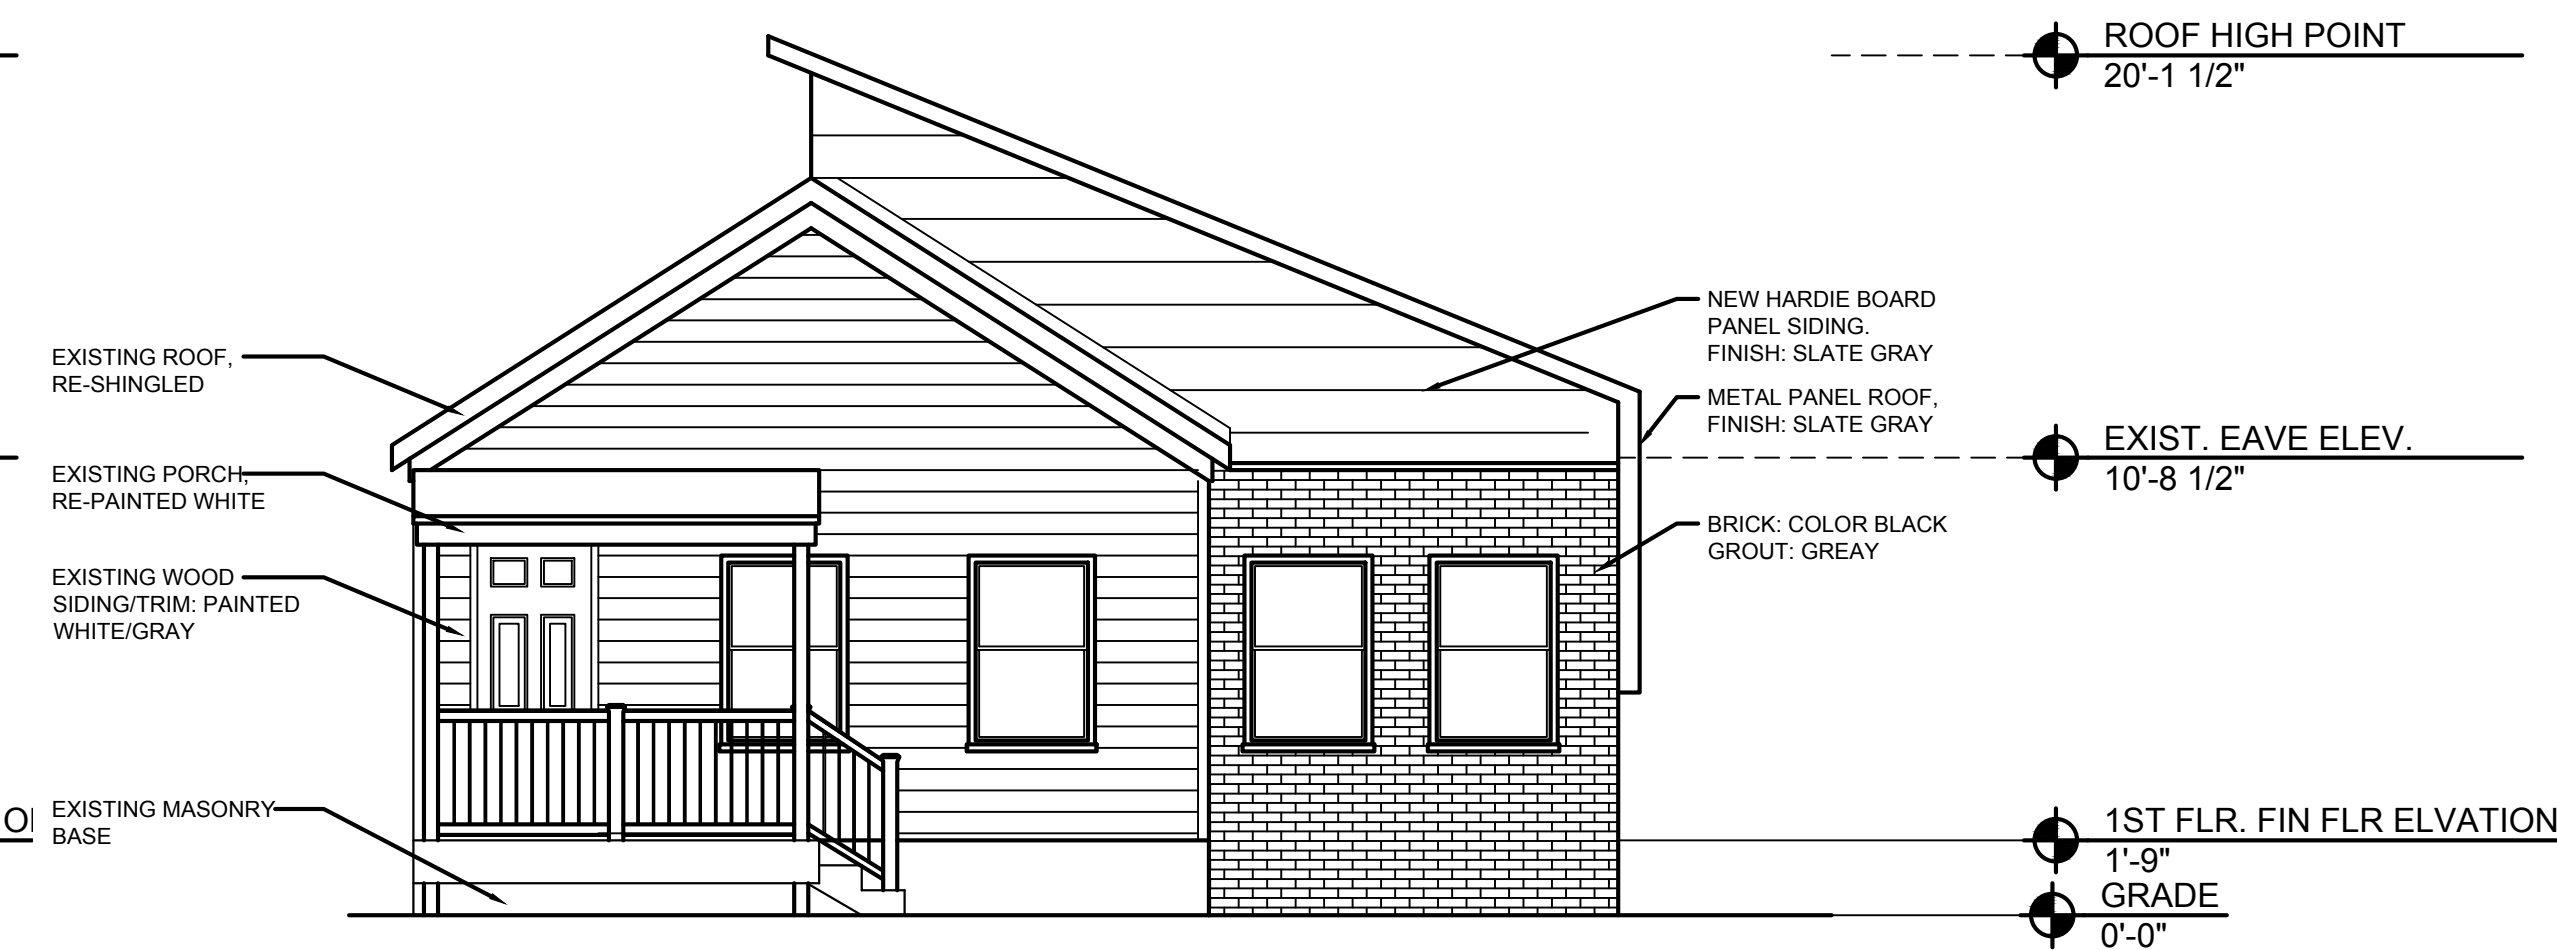 ROOF HIGH POINT
20'-1 1/2"
NEW HARDIE BOARD
PANEL SIDING.
FINISH: SLATE GRAY
EXISTING ROOF,
RE-SHINGLED
METAL PANEL ROOF,
FINISH: SLATE GRAY
EXIST. EAVE ELEV.
10'-8 1/2"
EXISTING PORCH,
RE-PAINTED WHITE
BRICK: COLOR BLACK
GROUT: GREAY
EXISTING WOOD
SIDING/TRIM: PAINTED
WHITE/GRAY
EXISTING MASONRY
BASE
1ST FLR. FIN FLR ELVATION
1'-9"
GRADE
0'-0"